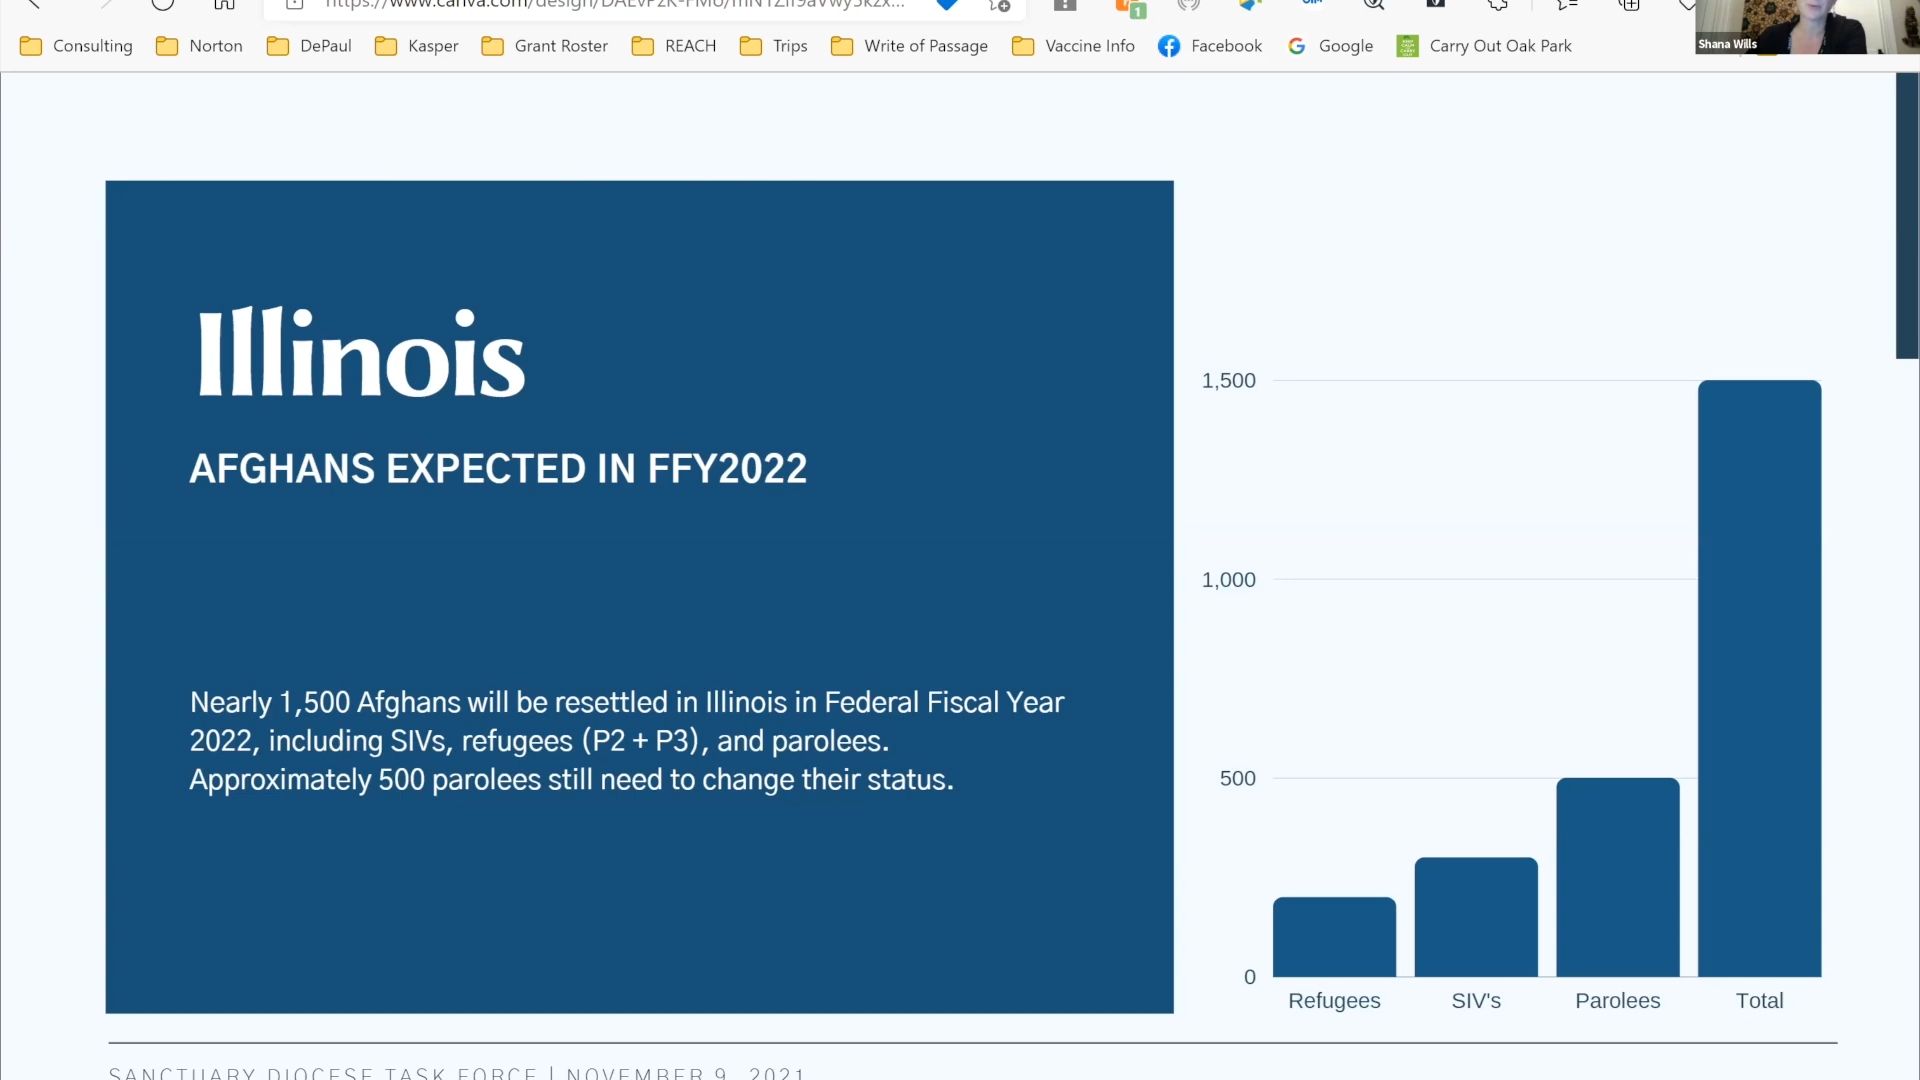 Consulting Norton DePaul Kasper Grant Roster REACH Trips Write of Passage Vaccine Info Facebook Google Carry Out Oak Park
Shana Wills
Illinois
AFGHANS EXPECTED IN FFY2022
Nearly 1,500 Afghans will be resettled in Illinois in Federal Fiscal Year
2022, including SIVs, refugees (P2 + P3), and parolees.
Approximately 500 parolees still need to change their status.
1,500
1,000
500
0
Refugees SIV's Parolees Total
SANCTUARY DIOCESE TASK FORCE | NOVEMBER 9, 2021